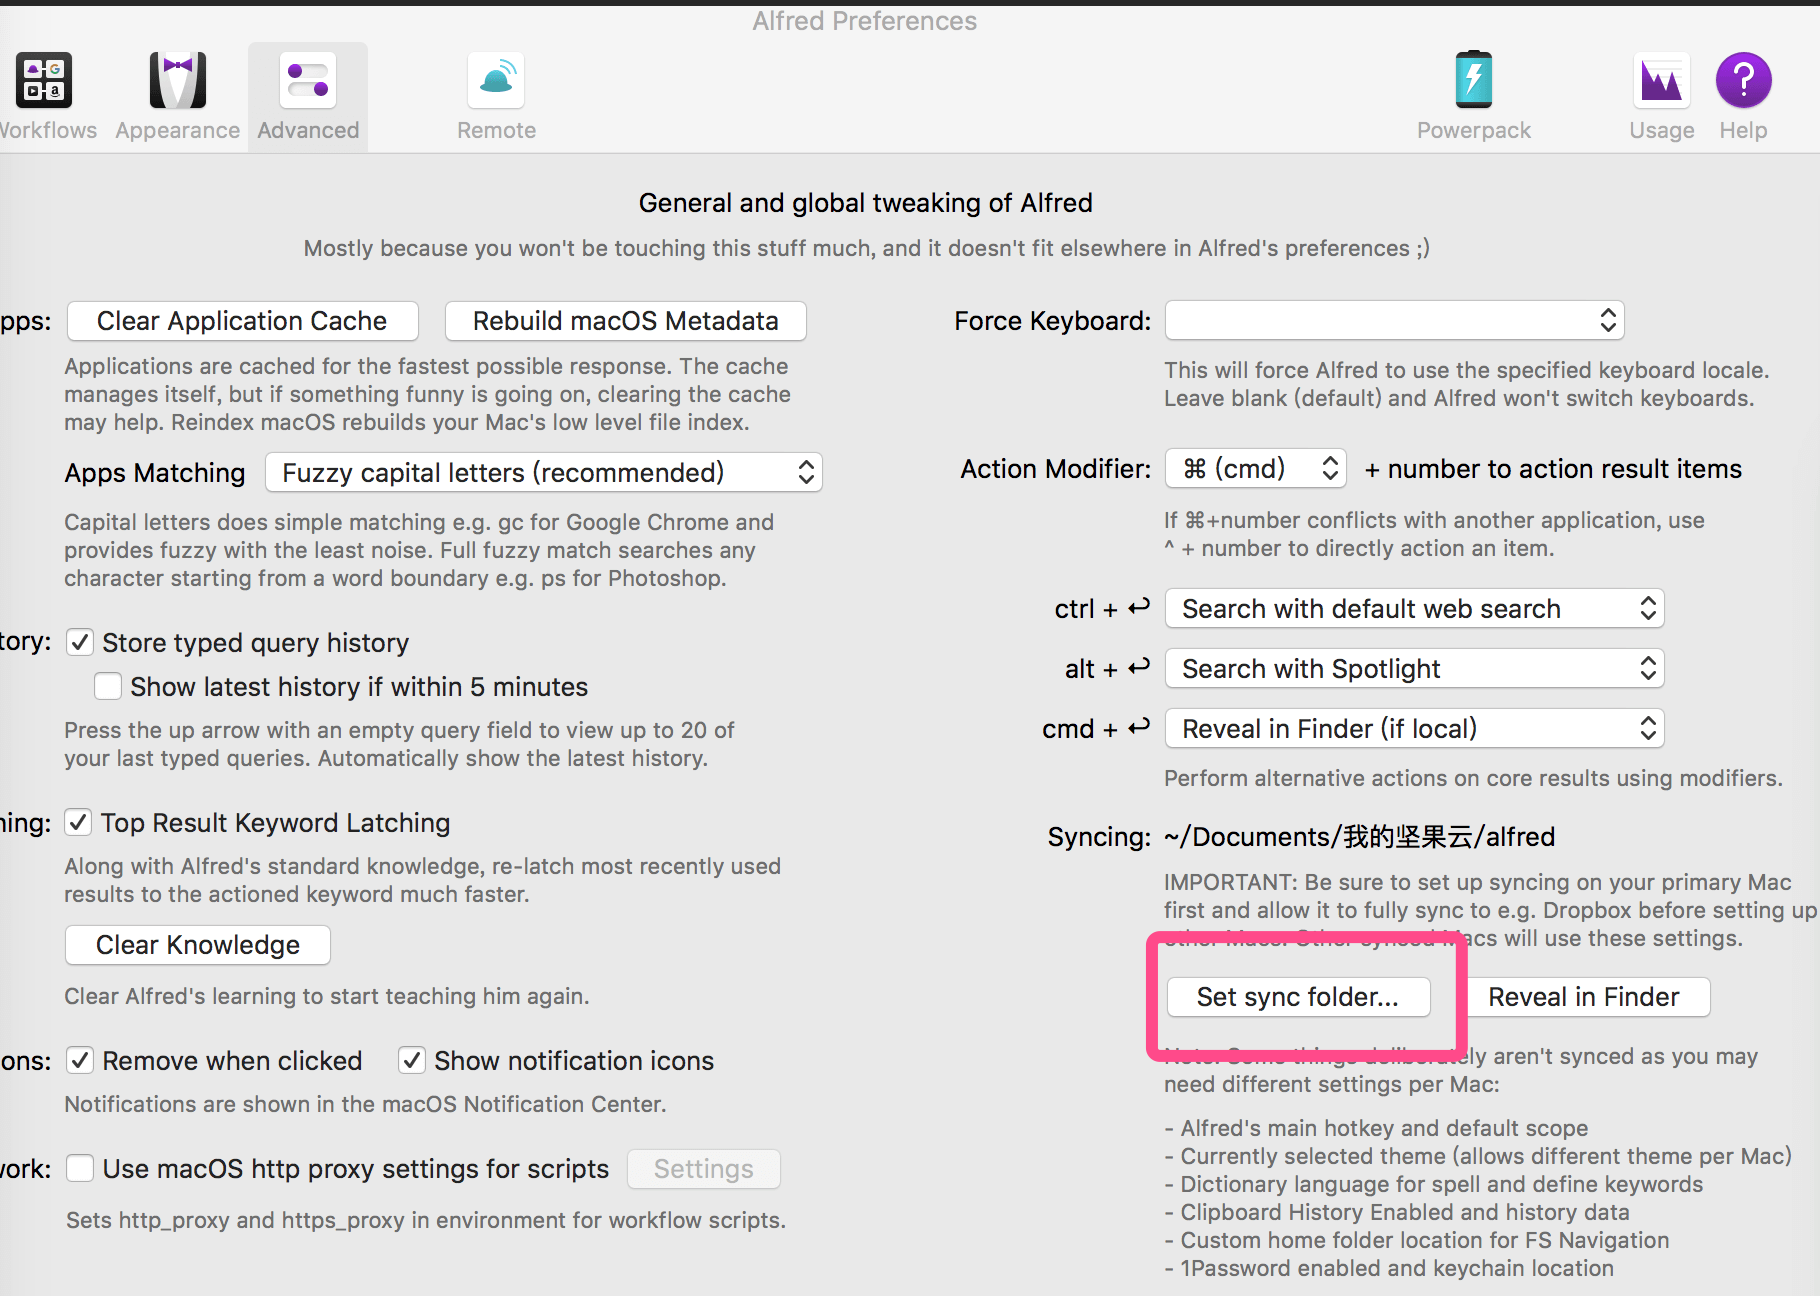 Alfred Preferences
Workflows Appearance Advanced Remote Powerpack Usage Help
General and global tweaking of Alfred
Mostly because you won't be touching this stuff much, and it doesn't fit elsewhere in Alfred's preferences ;)
pps: Clear Application Cache Rebuild macOS Metadata
Applications are cached for the fastest possible response. The cache
manages itself, but if something funny is going on, clearing the cache
may help. Reindex macOS rebuilds your Mac's low level file index.
Apps Matching Fuzzy capital letters (recommended)
Capital letters does simple matching e.g. gc for Google Chrome and
provides fuzzy with the least noise. Full fuzzy match searches any
character starting from a word boundary e.g. ps for Photoshop.
tory: Store typed query history
Show latest history if within 5 minutes
Press the up arrow with an empty query field to view up to 20 of
your last typed queries. Automatically show the latest history.
ning: Top Result Keyword Latching
Along with Alfred's standard knowledge, re-latch most recently used
results to the actioned keyword much faster.
Clear Knowledge
Clear Alfred's learning to start teaching him again.
ons: Remove when clicked Show notification icons
Notifications are shown in the macOS Notification Center.
work: Use macOS http proxy settings for scripts Settings
Sets http_proxy and https_proxy in environment for workflow scripts.
Force Keyboard:
This will force Alfred to use the specified keyboard locale.
Leave blank (default) and Alfred won't switch keyboards.
Action Modifier: ⌘ (cmd) + number to action result items
If ⌘+number conflicts with another application, use
^ + number to directly action an item.
ctrl + ↩ Search with default web search
alt + ↩ Search with Spotlight
cmd + ↩ Reveal in Finder (if local)
Perform alternative actions on core results using modifiers.
Syncing: ~/Documents/我的坚果云/alfred
IMPORTANT: Be sure to set up syncing on your primary Mac
first and allow it to fully sync to e.g. Dropbox before setting up
other Macs. Other synced Macs will use these settings.
Set sync folder... Reveal in Finder
Note: Some things deliberately aren't synced as you may
need different settings per Mac:
- Alfred's main hotkey and default scope
- Currently selected theme (allows different theme per Mac)
- Dictionary language for spell and define keywords
- Clipboard History Enabled and history data
- Custom home folder location for FS Navigation
- 1Password enabled and keychain location